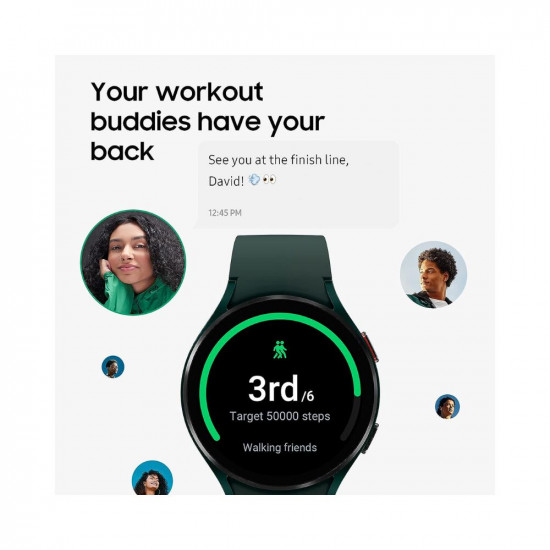 Your workout
buddies have your
back
See you at the finish line,
David! 💨 👀
12:45 PM
3rd/6
Target 50000 steps
Walking friends